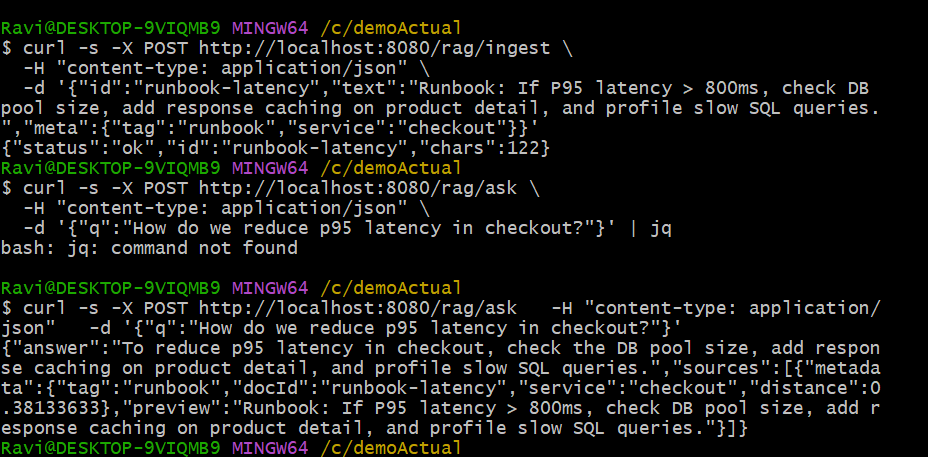 Ravi@DESKTOP-9VIQMB9 MINGW64 /c/demoActual
$ curl -s -X POST http://localhost:8080/rag/ingest \
  -H "content-type: application/json" \
  -d '{"id":"runbook-latency","text":"Runbook: If P95 latency > 800ms, check DB
pool size, add response caching on product detail, and profile slow SQL queries.
","meta":{"tag":"runbook","service":"checkout"}}'
{"status":"ok","id":"runbook-latency","chars":122}
Ravi@DESKTOP-9VIQMB9 MINGW64 /c/demoActual
$ curl -s -X POST http://localhost:8080/rag/ask \
  -H "content-type: application/json" \
  -d '{"q":"How do we reduce p95 latency in checkout?"}' | jq
bash: jq: command not found

Ravi@DESKTOP-9VIQMB9 MINGW64 /c/demoActual
$ curl -s -X POST http://localhost:8080/rag/ask   -H "content-type: application/
json"   -d '{"q":"How do we reduce p95 latency in checkout?"}'
{"answer":"To reduce p95 latency in checkout, check the DB pool size, add respon
se caching on product detail, and profile slow SQL queries.","sources":[{"metada
ta":{"tag":"runbook","docId":"runbook-latency","service":"checkout","distance":0
.38133633},"preview":"Runbook: If P95 latency > 800ms, check DB pool size, add r
esponse caching on product detail, and profile slow SQL queries."}]}
Ravi@DESKTOP-9VIQMB9 MINGW64 /c/demoActual